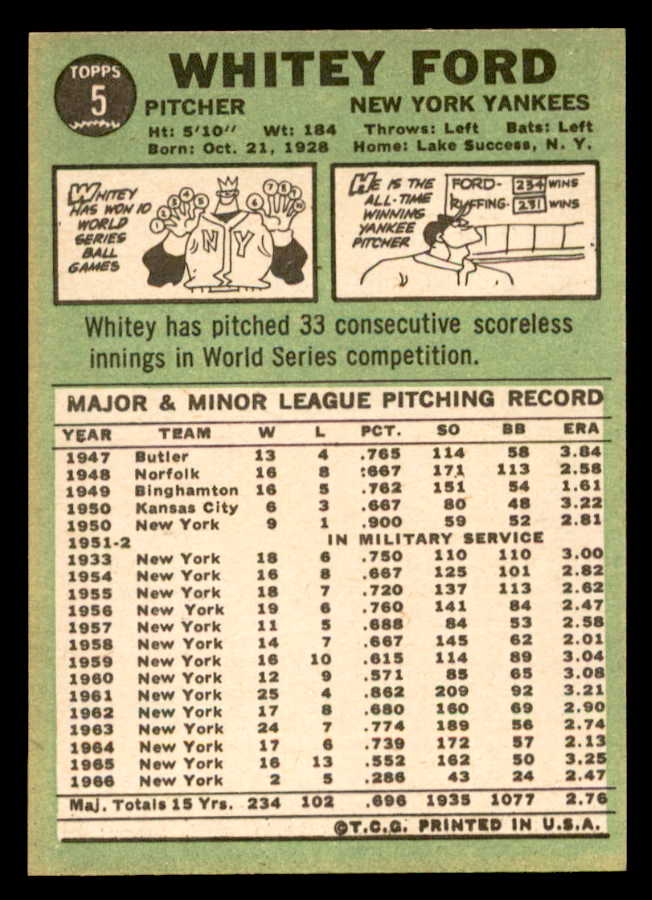 TOPPS
5
WHITEY FORD
PITCHER NEW YORK YANKEES
Ht: 5'10" Wt: 184 Throws: Left Bats: Left
Born: Oct. 21, 1928 Home: Lake Success, N. Y.
WHITEY
HAS WON 10
WORLD
SERIES
BALL
GAMES
1 2 3 4 5 6 7 8 9 10
N Y
HE IS THE
ALL-TIME
WINNING
YANKEE
PITCHER
FORD- 234 WINS
RUFFING- 231 WINS
Whitey has pitched 33 consecutive scoreless
innings in World Series competition.
MAJOR & MINOR LEAGUE PITCHING RECORD
YEAR TEAM W L PCT. SO BB ERA
1947 Butler 13 4 .765 114 58 3.84
1948 Norfolk 16 8 .667 171 113 2.58
1949 Binghamton 16 5 .762 151 54 1.61
1950 Kansas City 6 3 .667 80 48 3.22
1950 New York 9 1 .900 59 52 2.81
1951-2 IN MILITARY SERVICE
1933 New York 18 6 .750 110 110 3.00
1954 New York 16 8 .667 125 101 2.82
1955 New York 18 7 .720 137 113 2.62
1956 New York 19 6 .760 141 84 2.47
1957 New York 11 5 .688 84 53 2.58
1958 New York 14 7 .667 145 62 2.01
1959 New York 16 10 .615 114 89 3.04
1960 New York 12 9 .571 85 65 3.08
1961 New York 25 4 .862 209 92 3.21
1962 New York 17 8 .680 160 69 2.90
1963 New York 24 7 .774 189 56 2.74
1964 New York 17 6 .739 172 57 2.13
1965 New York 16 13 .552 162 50 3.25
1966 New York 2 5 .286 43 24 2.47
Maj. Totals 15 Yrs. 234 102 .696 1935 1077 2.76
©T.C.G. PRINTED IN U.S.A.